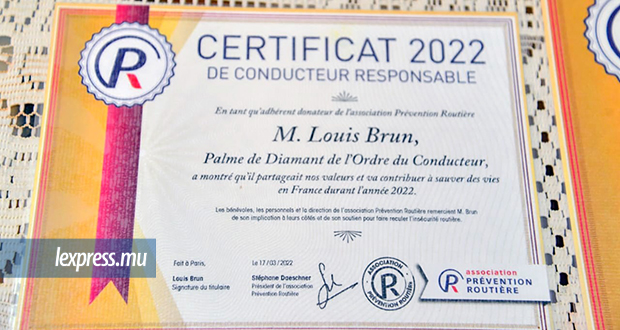 CERTIFICAT 2022
DE CONDUCTEUR RESPONSABLE
En tant qu'adhérent donateur de l'association Prévention Routière
M. Louis Brun,
Palme de Diamant de l'Ordre du Conducteur,
a montré qu'il partageait nos valeurs et va contribuer à sauver des vies
en France durant l'année 2022.
Les bénévoles, les personnels et la direction de l'association Prévention Routière remercient M. Brun
de son implication à leurs côtés et de son soutien pour faire reculer l'insécurité routière.
Fait à Paris,
Le 17/03/2022
Louis Brun
Signature du titulaire
Stéphane Daeschner
Président de l'association
Prévention Routière
ASSOCIATION
PRÉVENTION ROUTIÈRE
association
PRÉVENTION
ROUTIÈRE
lexpress.mu